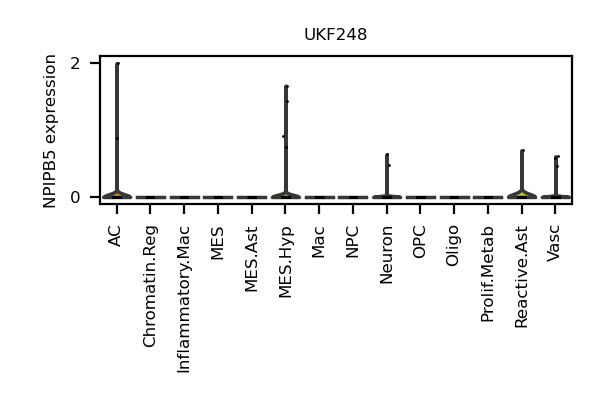 UKF248
NPIPB5 expression
2
0
AC
Chromatin.Reg
Inflammatory.Mac
MES
MES.Ast
MES.Hyp
Mac
NPC
Neuron
OPC
Oligo
Prolif.Metab
Reactive.Ast
Vasc